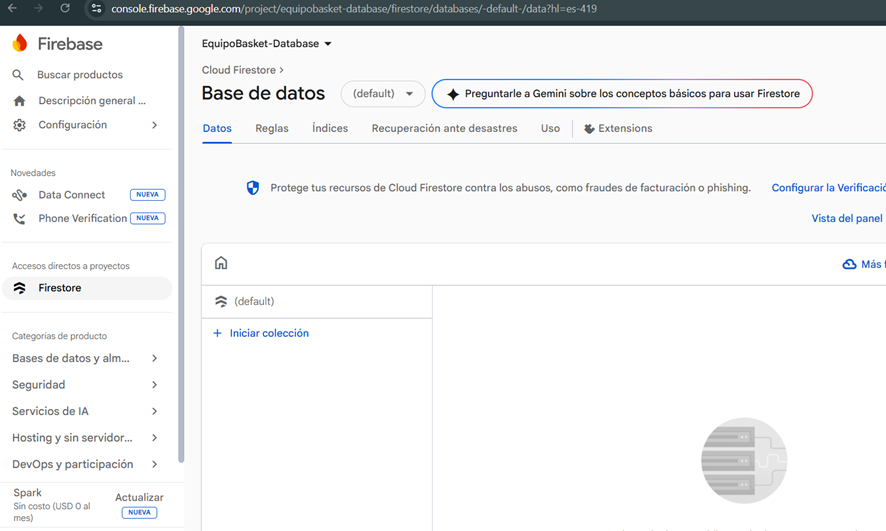 console.firebase.google.com/project/equipobasket-database/firestore/databases/-default-/data?hl=es-419
Firebase
Buscar productos
Descripción general ...
Configuración
Novedades
Data Connect NUEVA
Phone Verification NUEVA
Accesos directos a proyectos
Firestore
Categorías de producto
Bases de datos y alm...
Seguridad
Servicios de IA
Hosting y sin servidor...
DevOps y participación
Spark
Sin costo (USD 0 al
mes)
Actualizar
NUEVA
EquipoBasket-Database
Cloud Firestore >
Base de datos
(default)
Preguntarle a Gemini sobre los conceptos básicos para usar Firestore
Datos Reglas Índices Recuperación ante desastres Uso Extensions
Protege tus recursos de Cloud Firestore contra los abusos, como fraudes de facturación o phishing. Configurar la Verificació
Vista del panel
Más f
(default)
+ Iniciar colección